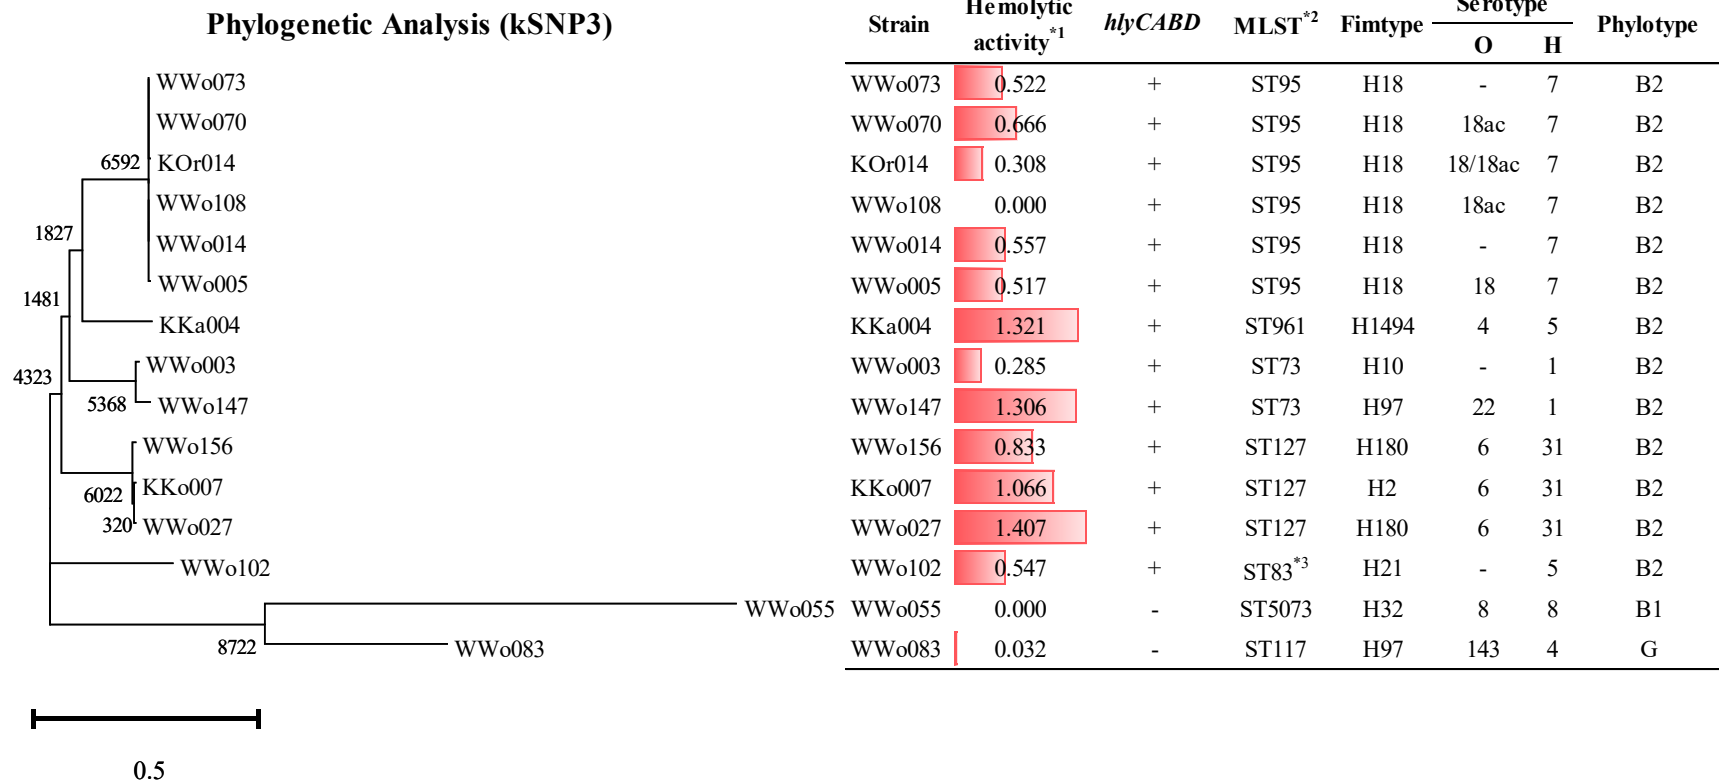 Phylogenetic Analysis (kSNP3)
Strain Hemolytic activity*1 hlyCABD MLST*2 Fimtype Serotype O H Phylotype
WWo073
WWo070
6592 KOr014
WWo108
1827
WWo014
WWo005
1481
KKa004
WWo003
4323
5368 WWo147
WWo156
6022 KKo007
320 WWo027
WWo102
WWo055
8722 WWo083
0.5
WWo073 0.522 + ST95 H18 - 7 B2
WWo070 0.666 + ST95 H18 18ac 7 B2
KOr014 0.308 + ST95 H18 18/18ac 7 B2
WWo108 0.000 + ST95 H18 18ac 7 B2
WWo014 0.557 + ST95 H18 - 7 B2
WWo005 0.517 + ST95 H18 18 7 B2
KKa004 1.321 + ST961 H1494 4 5 B2
WWo003 0.285 + ST73 H10 - 1 B2
WWo147 1.306 + ST73 H97 22 1 B2
WWo156 0.833 + ST127 H180 6 31 B2
KKo007 1.066 + ST127 H2 6 31 B2
WWo027 1.407 + ST127 H180 6 31 B2
WWo102 0.547 + ST83*3 H21 - 5 B2
WWo055 0.000 - ST5073 H32 8 8 B1
WWo083 0.032 - ST117 H97 143 4 G